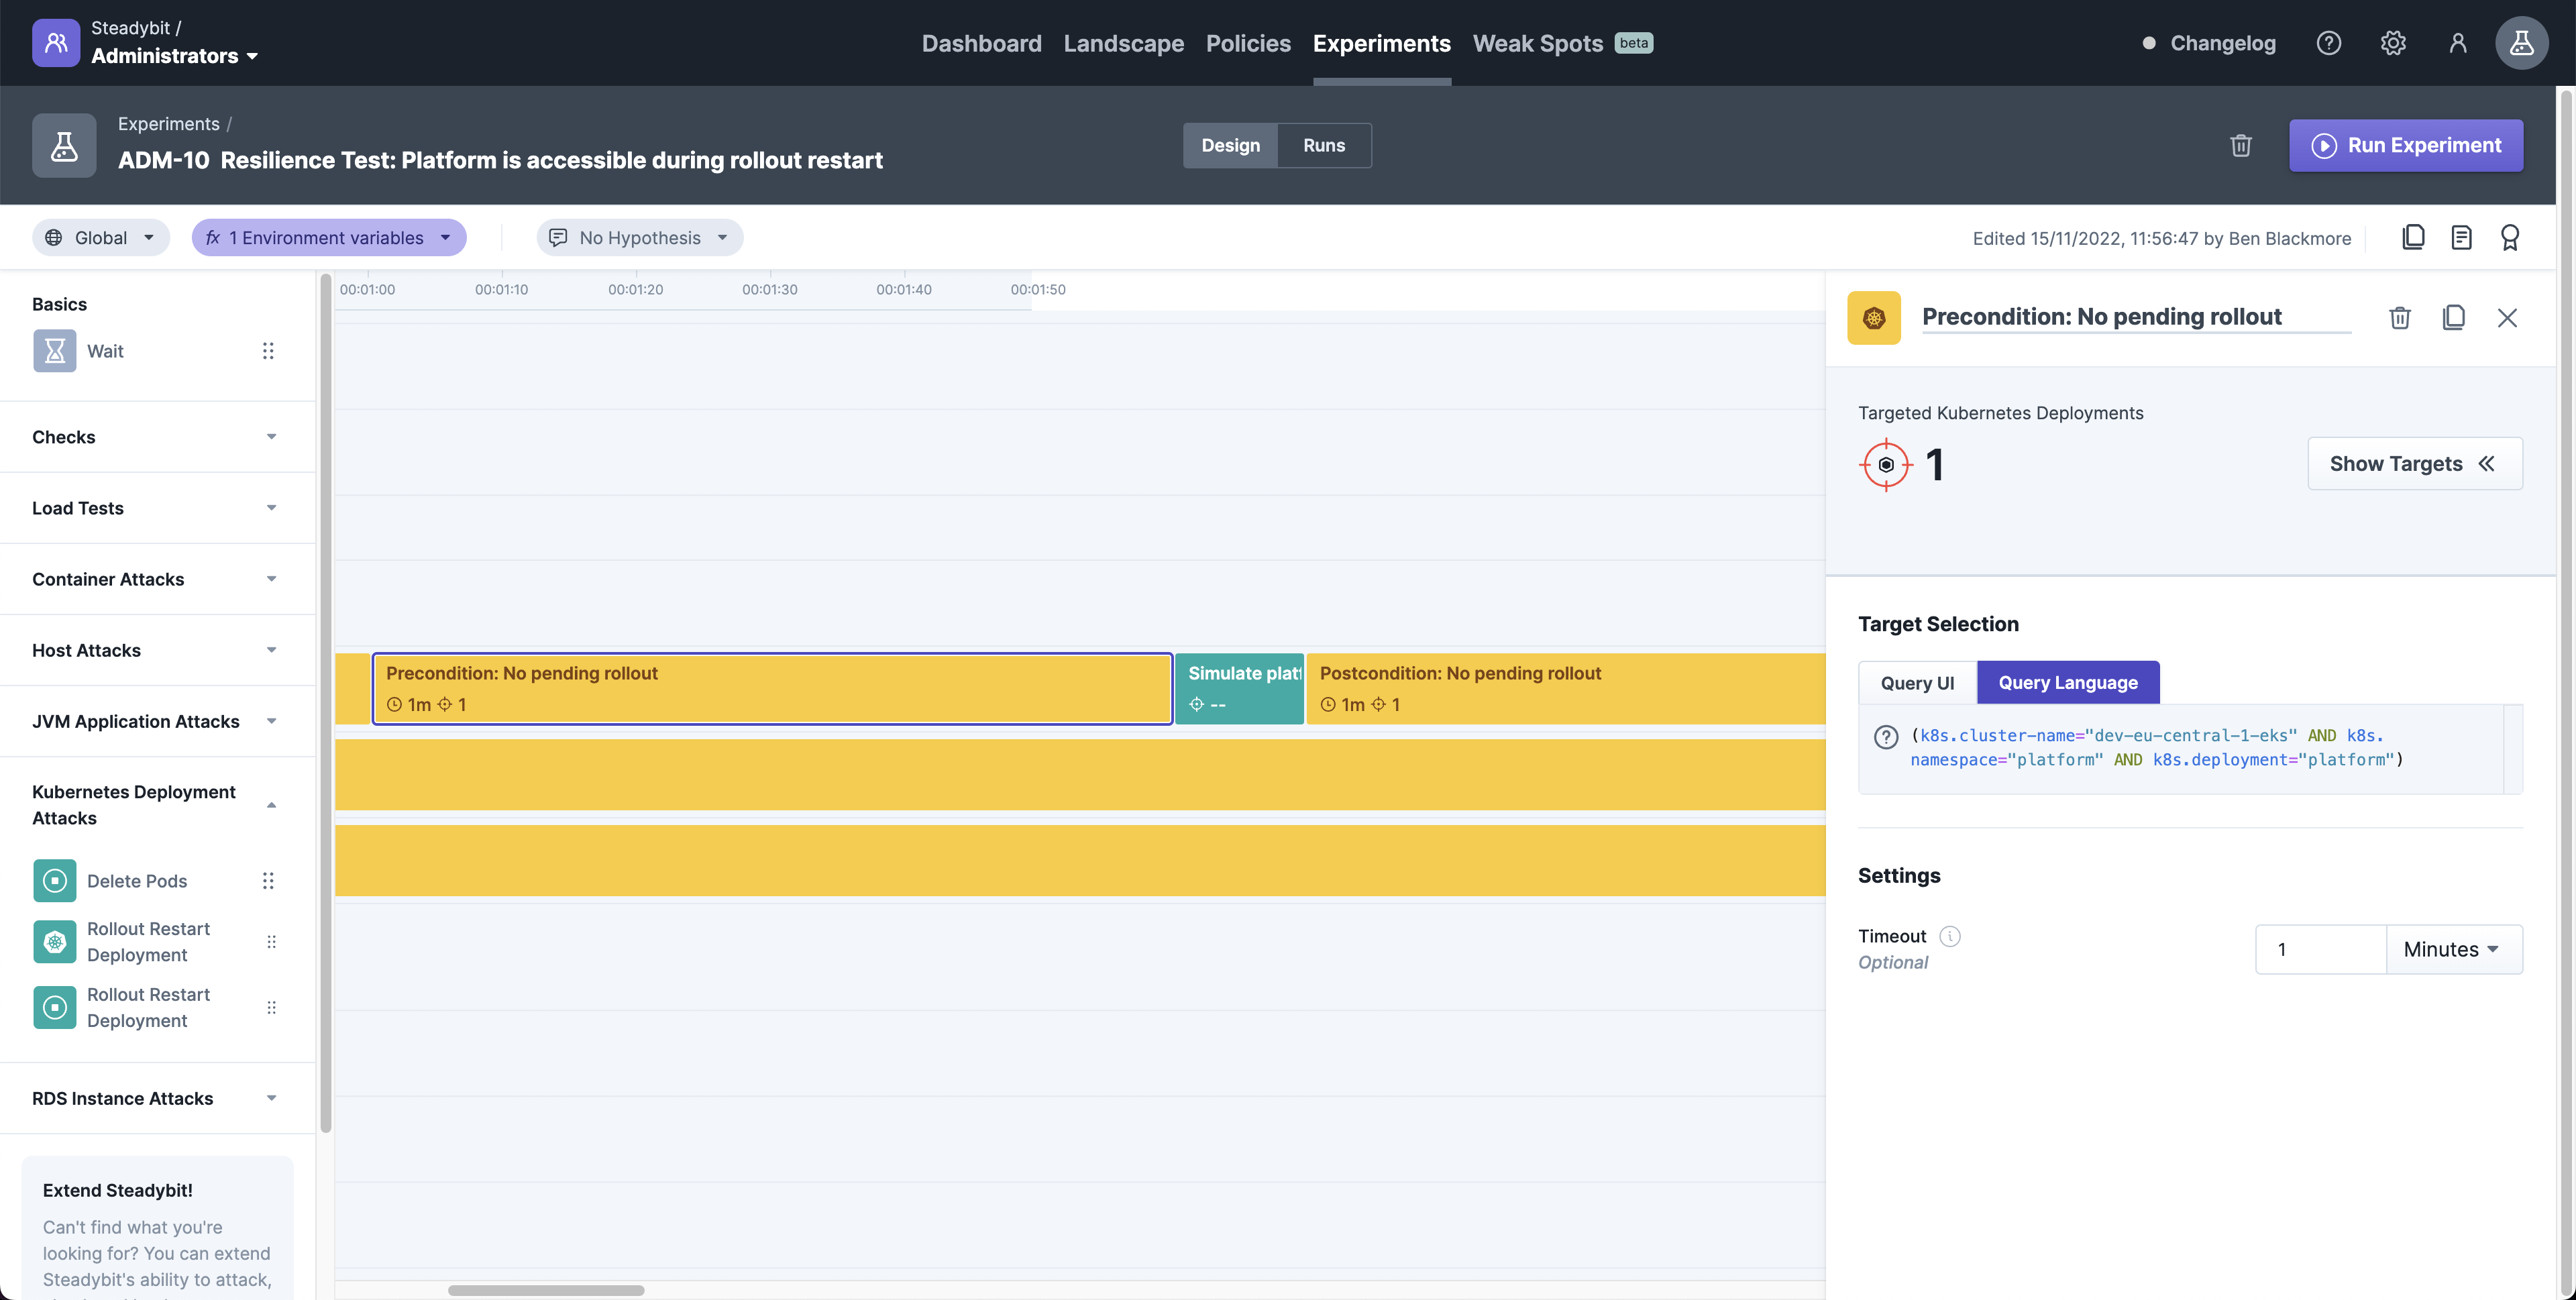 Steadybit /
Administrators
Dashboard
Landscape
Policies
Experiments
Weak Spots
beta
Changelog
Experiments /
ADM-10 Resilience Test: Platform is accessible during rollout restart
Design
Runs
Run Experiment
Global
fx 1 Environment variables
No Hypothesis
Edited 15/11/2022, 11:56:47 by Ben Blackmore
Basics
Wait
Checks
Load Tests
Container Attacks
Host Attacks
JVM Application Attacks
Kubernetes Deployment
Attacks
Delete Pods
Rollout Restart
Deployment
Rollout Restart
Deployment
RDS Instance Attacks
Extend Steadybit!
Can't find what you're
looking for? You can extend
Steadybit's ability to attack,
00:01:00
00:01:10
00:01:20
00:01:30
00:01:40
00:01:50
Precondition: No pending rollout
1m 1
Simulate plat
--
Postcondition: No pending rollout
1m 1
Precondition: No pending rollout
Targeted Kubernetes Deployments
1
Show Targets
Target Selection
Query UI
Query Language
(k8s.cluster-name="dev-eu-central-1-eks" AND k8s.
namespace="platform" AND k8s.deployment="platform")
Settings
Timeout
Optional
1
Minutes